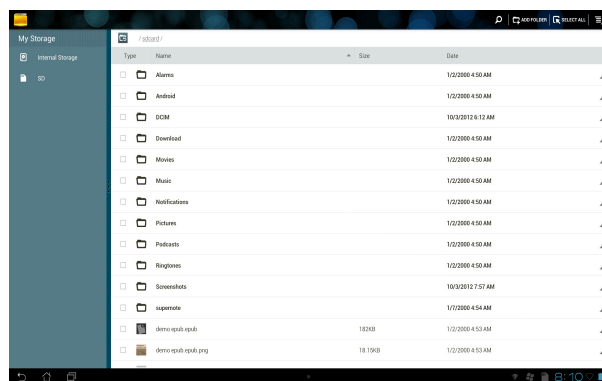 ADD FOLDER SELECT ALL
My Storage
/ sdcard /
Internal Storage
SD
Type Name Size Date
Alarms 1/2/2000 4:50 AM
Android 1/2/2000 4:50 AM
DCIM 10/3/2012 6:12 AM
Download 1/2/2000 4:50 AM
Movies 1/2/2000 4:50 AM
Music 1/2/2000 4:50 AM
Notifications 1/2/2000 4:50 AM
Pictures 1/2/2000 4:50 AM
Podcasts 1/2/2000 4:50 AM
Ringtones 1/2/2000 4:50 AM
Screenshots 10/3/2012 7:57 AM
supernote 1/7/2000 4:54 AM
demo epub.epub 182KB 1/2/2000 4:53 AM
demo epub.epub.png 18.15KB 1/2/2000 4:53 AM
8:10